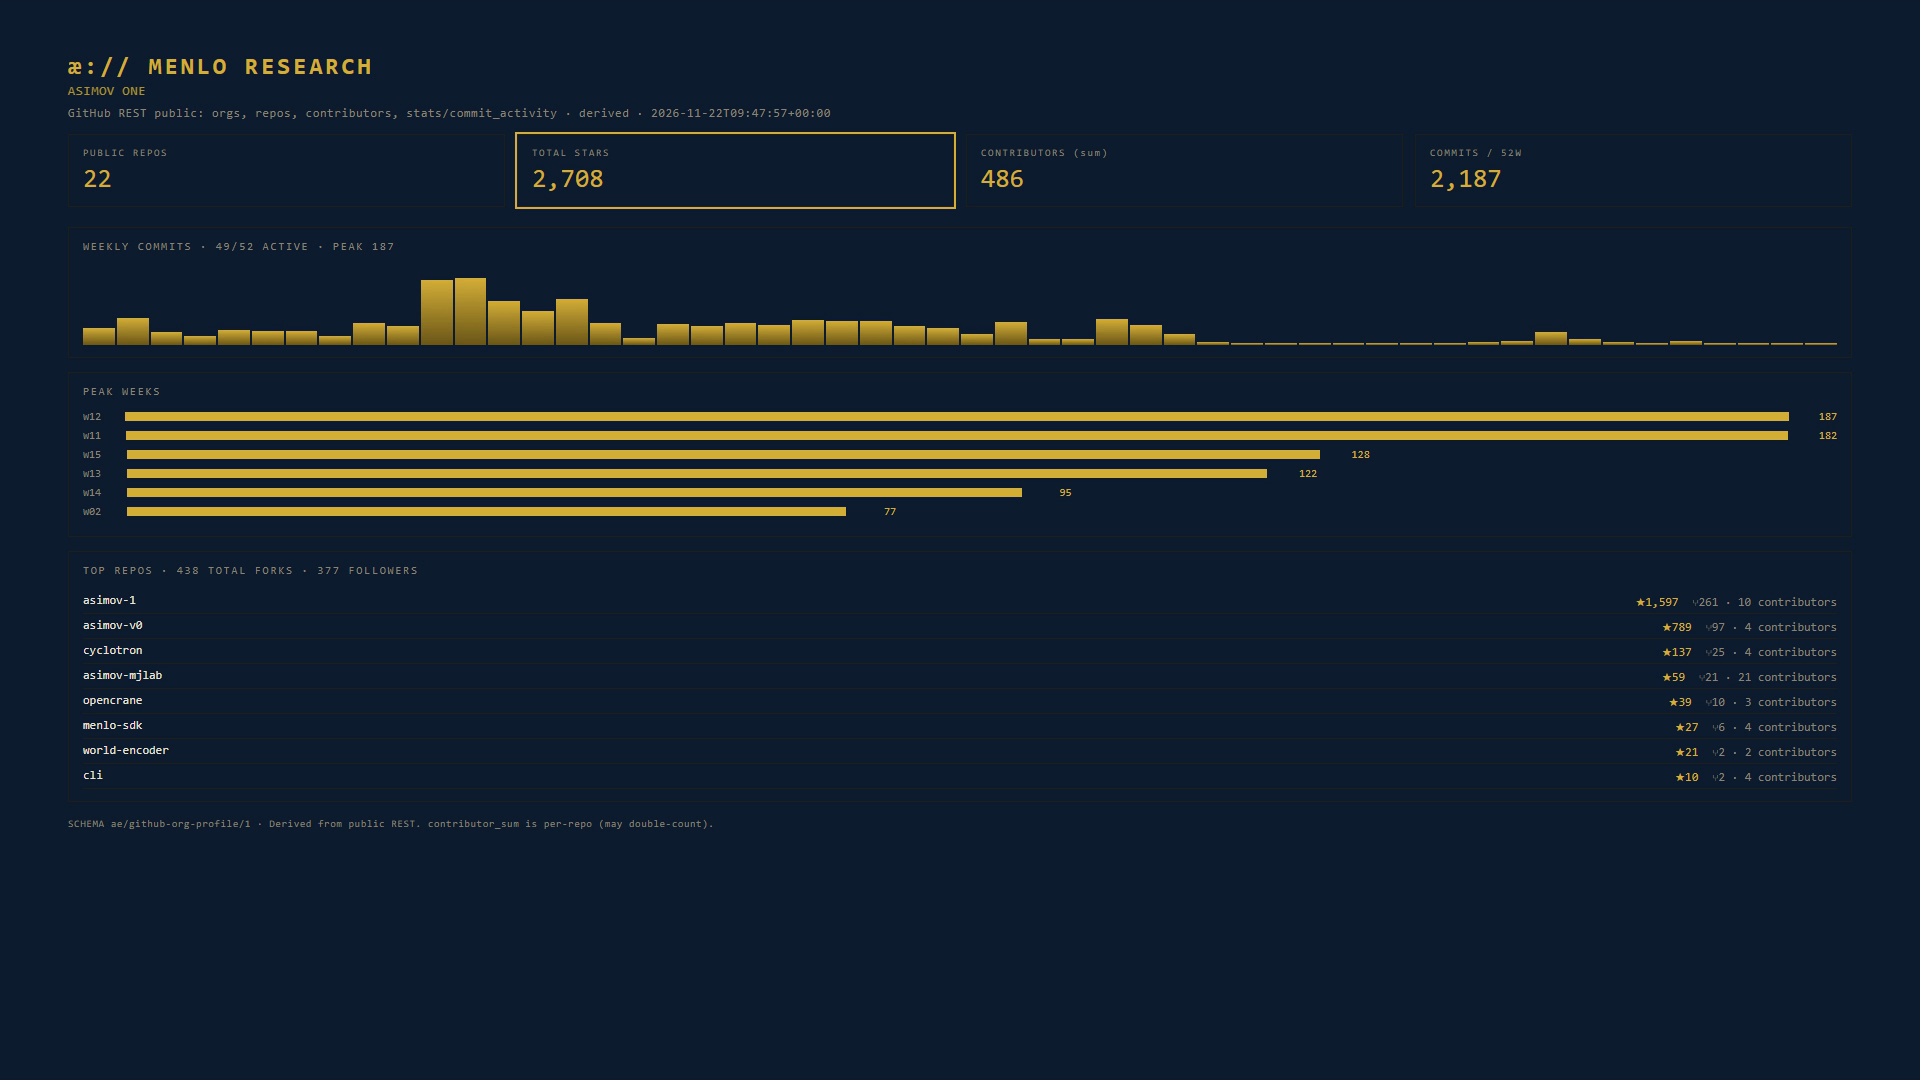 æ:// MENLO RESEARCH
ASIMOV ONE
GitHub REST public: orgs, repos, contributors, stats/commit_activity · derived · 2026-11-22T09:47:57+00:00
PUBLIC REPOS
22
TOTAL STARS
2,708
CONTRIBUTORS (sum)
486
COMMITS / 52W
2,187
WEEKLY COMMITS · 49/52 ACTIVE · PEAK 187
PEAK WEEKS
w12 187
w11 182
w15 128
w13 122
w14 95
w02 77
TOP REPOS · 438 TOTAL FORKS · 377 FOLLOWERS
asimov-1 ★1,597 ⑂261 · 10 contributors
asimov-v0 ★789 ⑂97 · 4 contributors
cyclotron ★137 ⑂25 · 4 contributors
asimov-mjlab ★59 ⑂21 · 21 contributors
opencrane ★39 ⑂10 · 3 contributors
menlo-sdk ★27 ⑂6 · 4 contributors
world-encoder ★21 ⑂2 · 2 contributors
cli ★10 ⑂2 · 4 contributors
SCHEMA ae/github-org-profile/1 · Derived from public REST. contributor_sum is per-repo (may double-count).